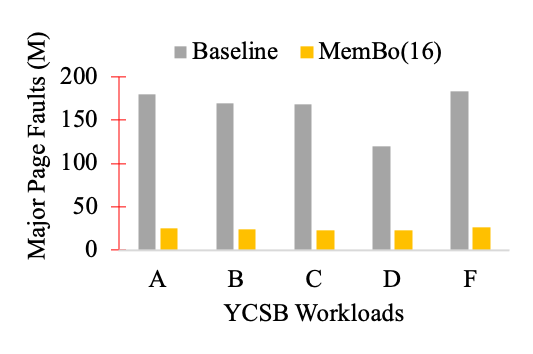 Baseline MemBo(16)
Major Page Faults (M)
200
150
100
50
0
A B C D F
YCSB Workloads